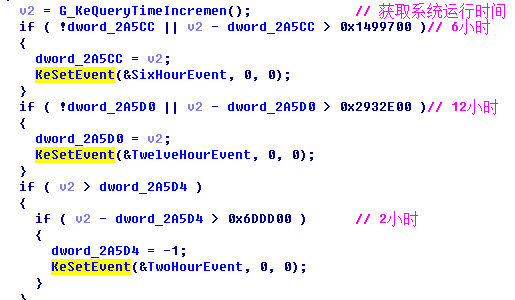 v2 = G_KeQueryTimeIncremen(); // 获取系统运行时间
if ( !dword_2A5CC || v2 - dword_2A5CC > 0x1499700 )// 6小时
{
dword_2A5CC = v2;
KeSetEvent(&SixHourEvent, 0, 0);
}
if ( !dword_2A5D0 || v2 - dword_2A5D0 > 0x2932E00 )// 12小时
{
dword_2A5D0 = v2;
KeSetEvent(&TwelveHourEvent, 0, 0);
}
if ( v2 > dword_2A5D4 )
{
if ( v2 - dword_2A5D4 > 0x6DDD00 ) // 2小时
{
dword_2A5D4 = -1;
KeSetEvent(&TwoHourEvent, 0, 0);
}